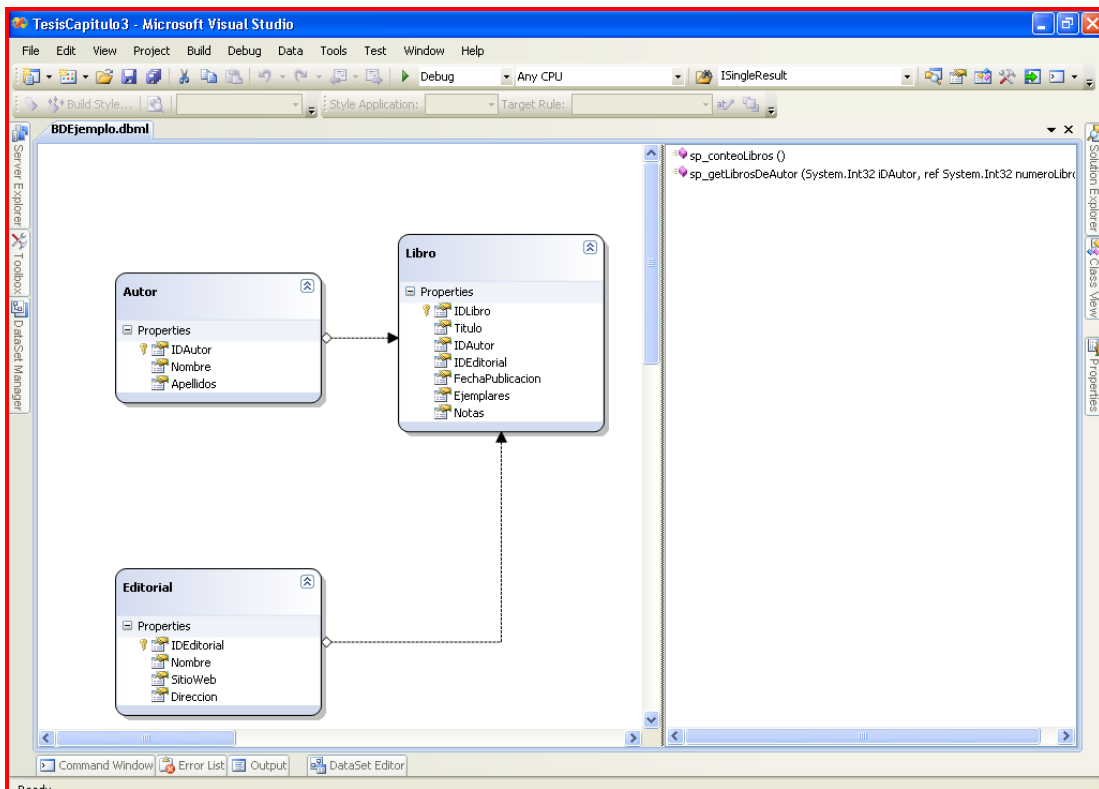 TesisCapitulo3 - Microsoft Visual Studio
File Edit View Project Build Debug Data Tools Test Window Help
Debug Any CPU ISingleResult
Build Style... Style Application: Target Rule:
BDEjemplo.dbml
Server Explorer
Toolbox
DataSet Manager
Autor
Properties
IDAutor
Nombre
Apellidos
Libro
Properties
IDLibro
Titulo
IDAutor
IDEditorial
FechaPublicacion
Ejemplares
Notas
Editorial
Properties
IDEditorial
Nombre
SitioWeb
Direccion
sp_conteoLibros ()
sp_getLibrosDeAutor (System.Int32 iDAutor, ref System.Int32 numeroLibro
Solution Explorer
Class View
Properties
Command Window Error List Output DataSet Editor